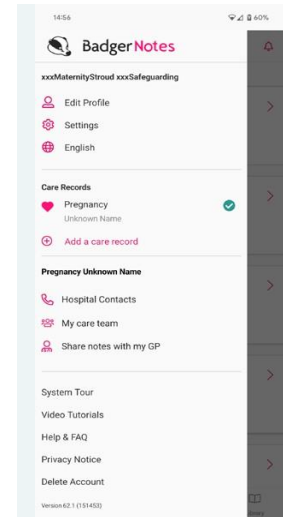 14:56
60%
BadgerNotes
xxxMaternityStroud xxxSafeguarding
Edit Profile
Settings
English
Care Records
Pregnancy
Unknown Name
Add a care record
Pregnancy Unknown Name
Hospital Contacts
My care team
Share notes with my GP
System Tour
Video Tutorials
Help & FAQ
Privacy Notice
Delete Account
Version 62.1 (151453)